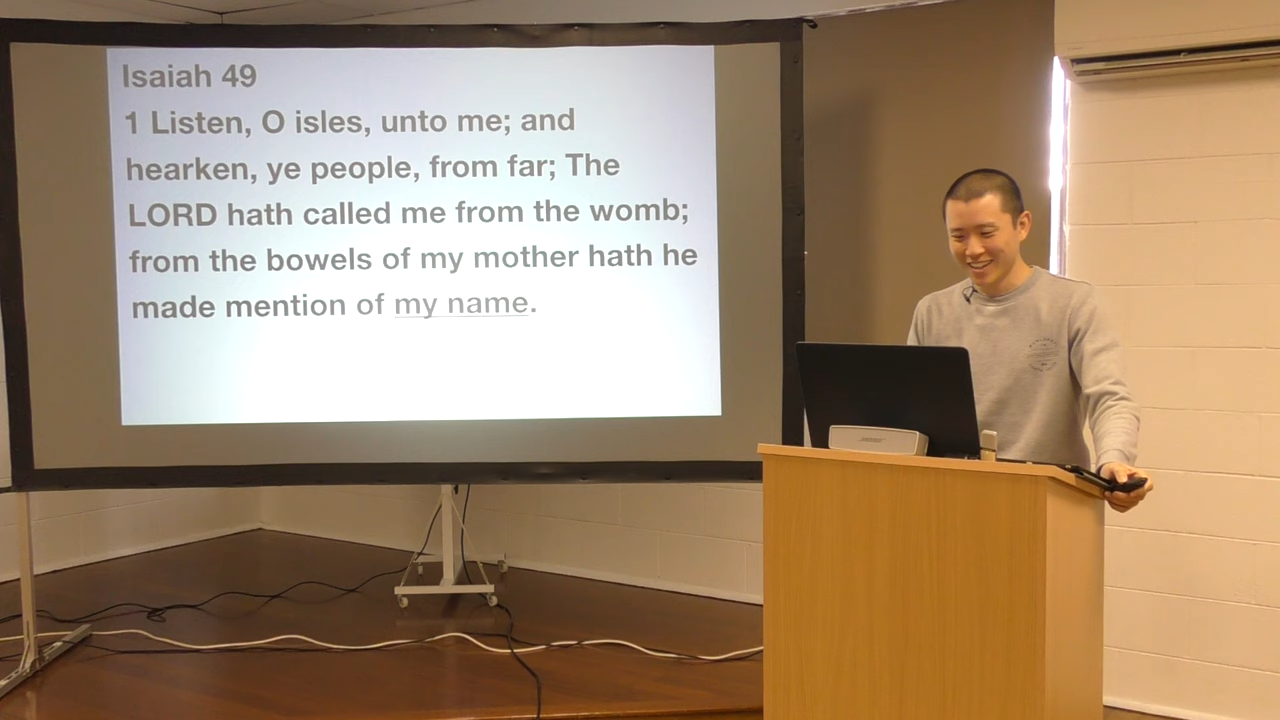 Isaiah 49
1 Listen, O isles, unto me; and
hearken, ye people, from far; The
LORD hath called me from the womb;
from the bowels of my mother hath he
made mention of my name.